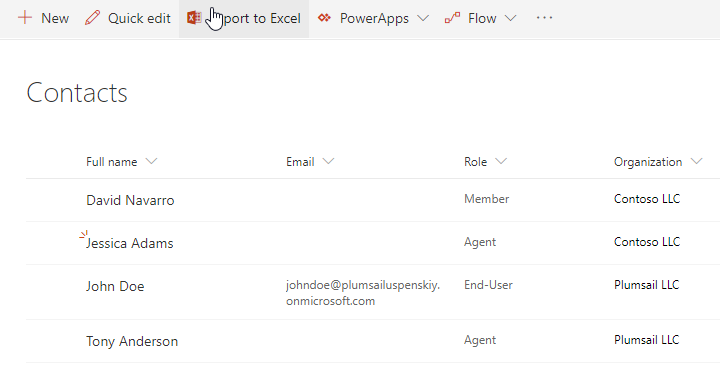 New Quick edit Export to Excel PowerApps Flow ...
Contacts
Full name Email Role Organization
David Navarro Member Contoso LLC
Jessica Adams Agent Contoso LLC
John Doe johndoe@plumsailuspenskiy. End-User Plumsail LLC
onmicrosoft.com
Tony Anderson Agent Plumsail LLC